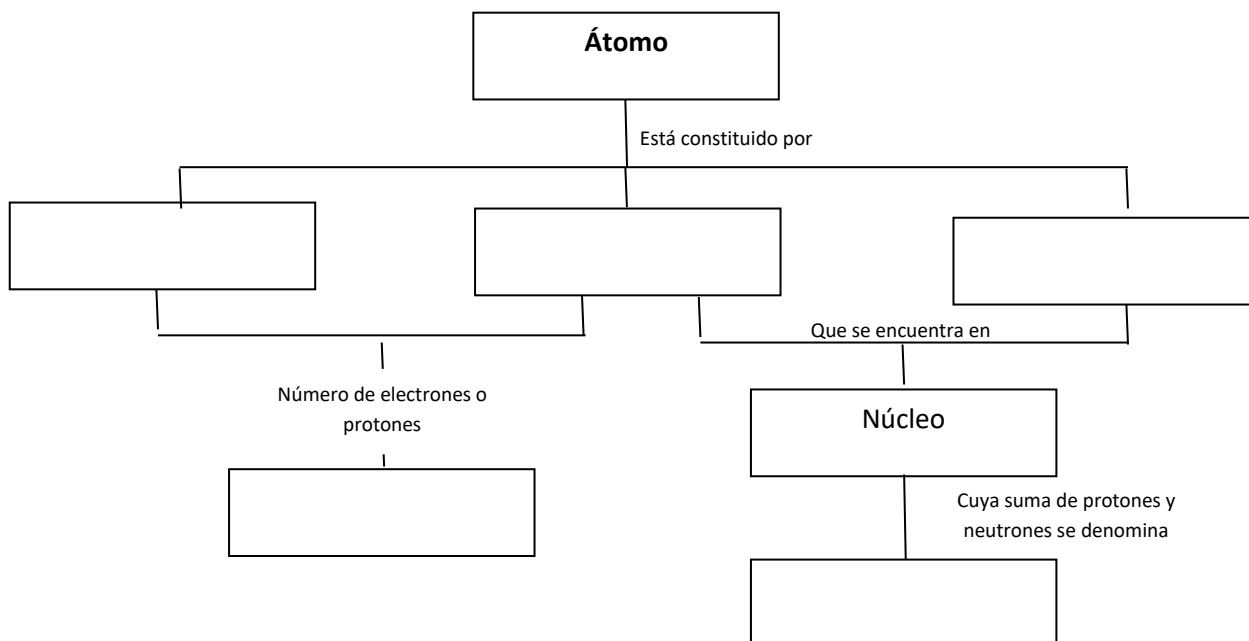 Átomo
Está constituido por
Que se encuentra en
Número de electrones o
protones
Núcleo
Cuya suma de protones y
neutrones se denomina